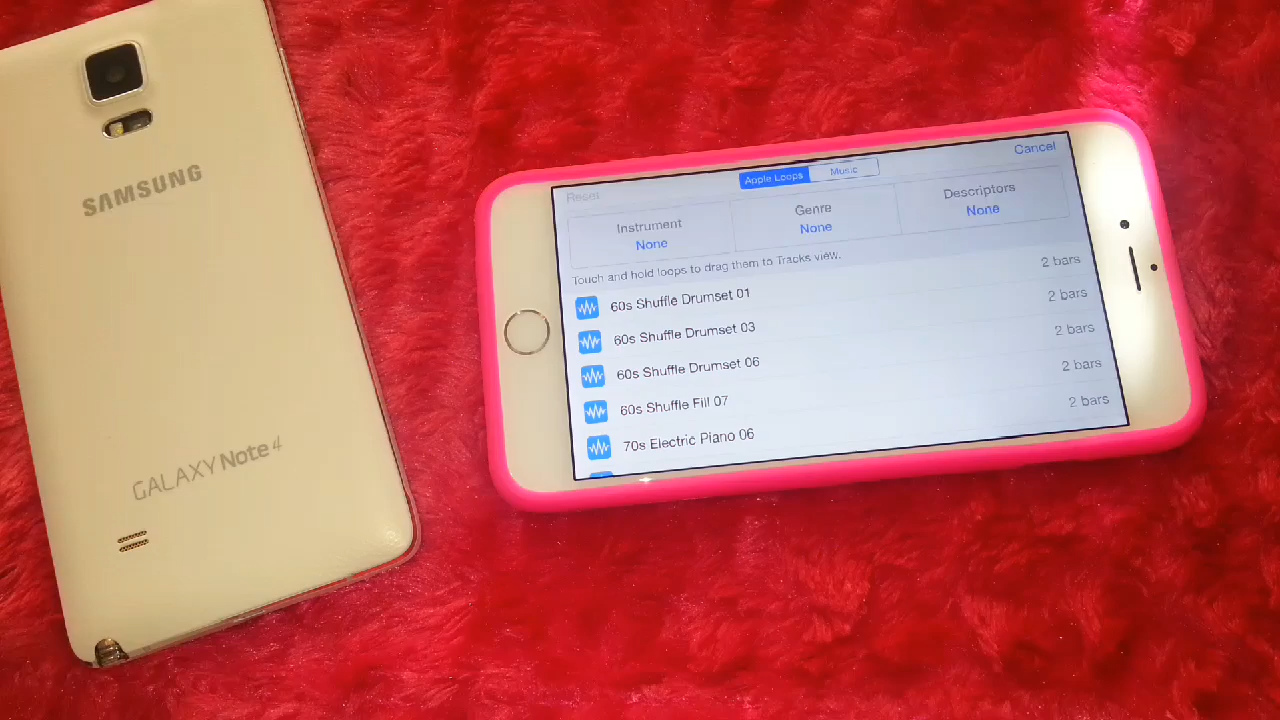 SAMSUNG
GALAXY Note 4
Reset
Apple Loops
Music
Cancel
Instrument
None
Genre
None
Descriptors
None
Touch and hold loops to drag them to Tracks view.
60s Shuffle Drumset 01 2 bars
60s Shuffle Drumset 03 2 bars
60s Shuffle Drumset 06 2 bars
60s Shuffle Fill 07 2 bars
70s Electric Piano 06 2 bars